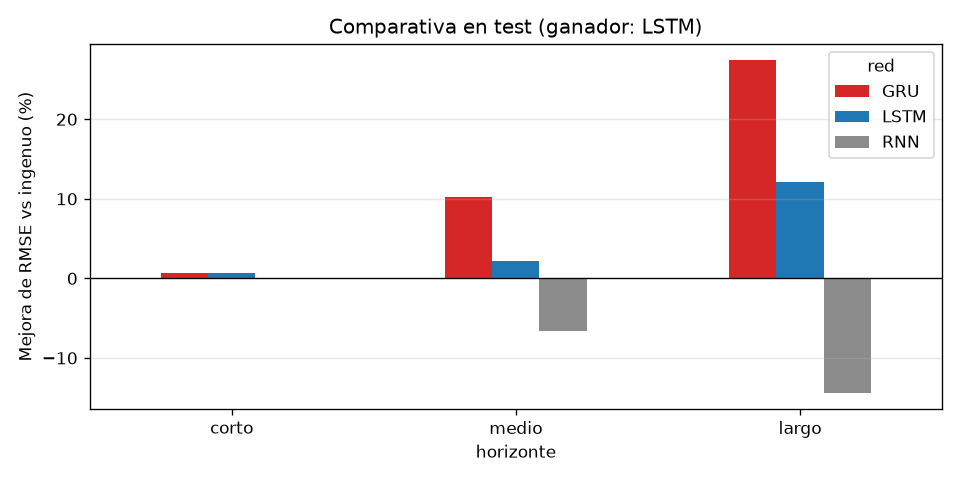 Comparativa en test (ganador: LSTM)
Mejora de RMSE vs ingenuo (%)
20
10
0
−10
corto
medio
largo
horizonte
red
GRU
LSTM
RNN